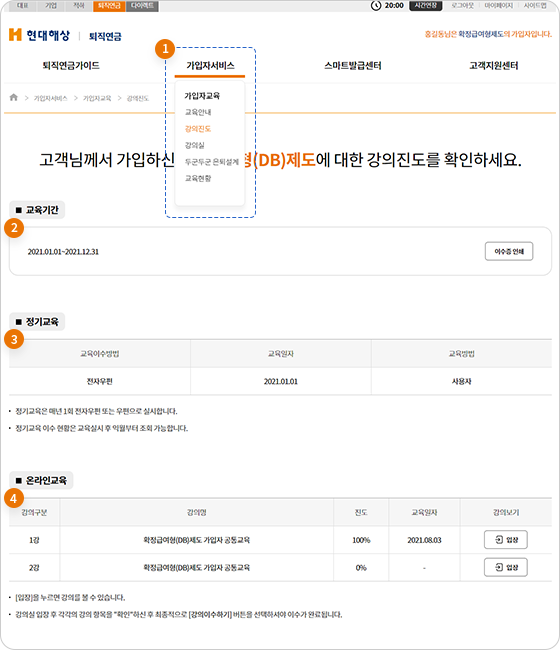 대표 기업 적하 퇴직연금 다이렉트 20:00 시간연장 로그아웃 마이페이지 사이트맵
현대해상 퇴직연금 홍길동님은 확정급여형제도의 가입자입니다.
1
퇴직연금가이드 가입자서비스 스마트발급센터 고객지원센터
> 가입자서비스 > 가입자교육 > 강의진도
가입자교육
교육안내
강의진도
강의실
두근두근 은퇴설계
교육현황
고객님께서 가입하신 형(DB)제도에 대한 강의진도를 확인하세요.
■ 교육기간
2
2021.01.01~2021.12.31 이수증 인쇄
■ 정기교육
3
교육이수방법 교육일자 교육방법
전자우편 2021.01.01 사용자
• 정기교육은 매년 1회 전자우편 또는 우편으로 실시합니다.
• 정기교육 이수 현황은 교육실시 후 익월부터 조회 가능합니다.
■ 온라인교육
4
강의구분 강의명 진도 교육일자 강의보기
1강 확정급여형(DB)제도 가입자 공통교육 100% 2021.08.03 입장
2강 확정급여형(DB)제도 가입자 공통교육 0% - 입장
• [입장]을 누르면 강의를 볼 수 있습니다.
• 강의실 입장 후 각각의 강의 항목을 "확인"하신 후 최종적으로 [강의이수하기] 버튼을 선택하셔야 이수가 완료됩니다.